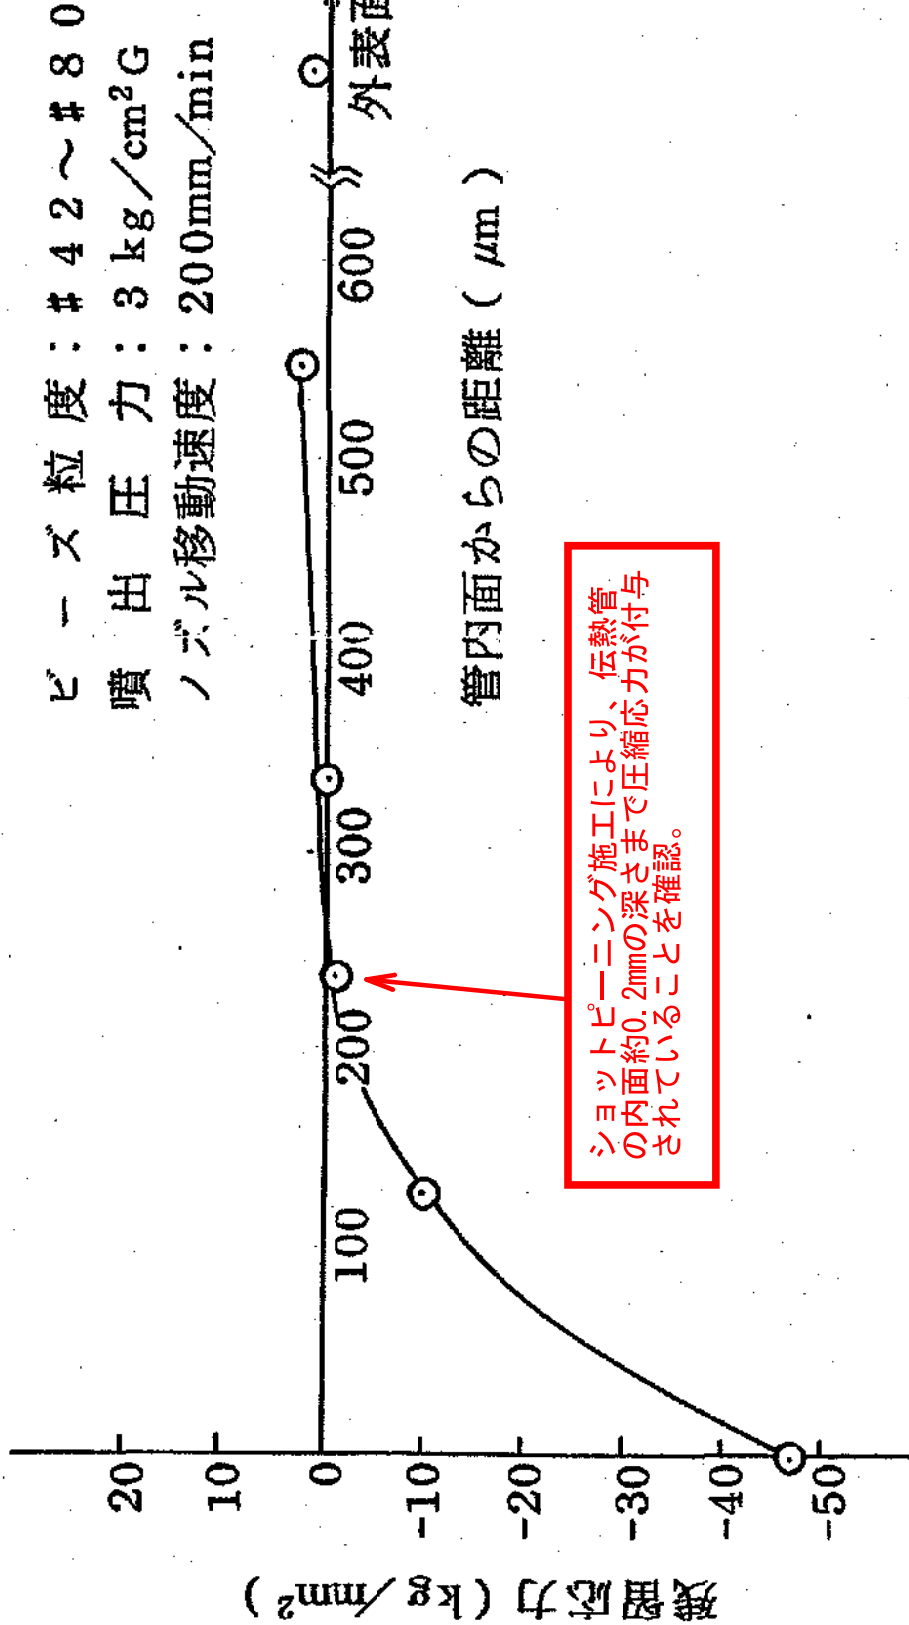 ビーズ粒度:#42～#80
噴出圧力:3kg/cm²G
ノズル移動速度:200mm/min
残留応力(kg/mm²)
20
10
0
-10
-20
-30
-40
-50
100
200
300
400
500
600
外表面
管内面からの距離(μm)
ショットピーニング施工により、伝熱管
の内面約0.2mmの深さまで圧縮応力が付与
されていることを確認。